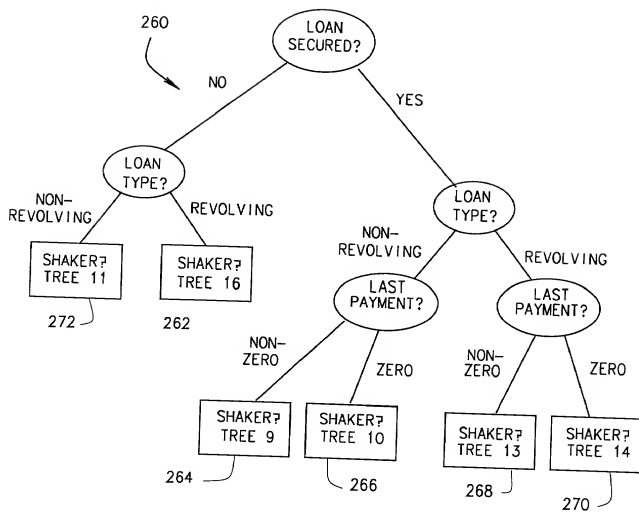 260
LOAN
SECURED?
NO
YES
LOAN
TYPE?
LOAN
TYPE?
NON-
REVOLVING
REVOLVING
NON-
REVOLVING
REVOLVING
SHAKER?
TREE 11
SHAKER?
TREE 16
272
262
LAST
PAYMENT?
LAST
PAYMENT?
NON-
ZERO
ZERO
NON-
ZERO
ZERO
SHAKER?
TREE 9
SHAKER?
TREE 10
SHAKER?
TREE 13
SHAKER?
TREE 14
264
266
268
270